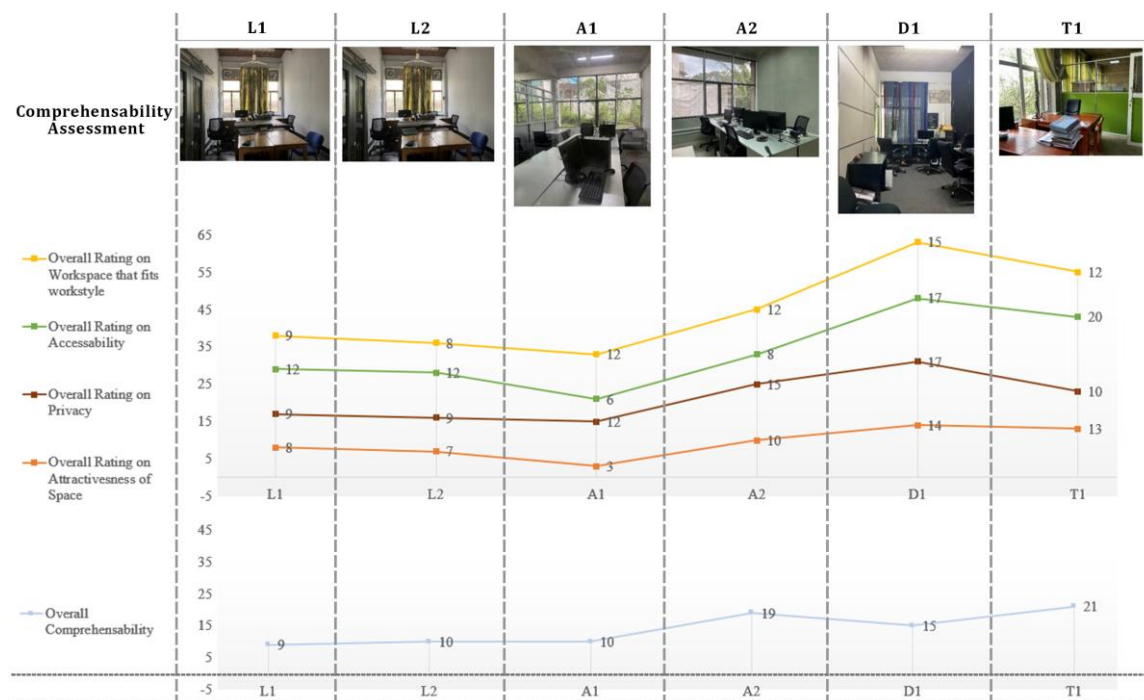 L1 L2 A1 A2 D1 T1
Comprehensability
Assessment
65
55
45
35
25
15
5
-5
Overall Rating on
Workspace that fits
workstyle
Overall Rating on
Accessability
Overall Rating on
Privacy
Overall Rating on
Attractivesness of
Space
9 8 12 12 15 12
12 12 6 8 17 20
9 9 12 15 17 10
8 7 3 10 14 13
L1 L2 A1 A2 D1 T1
45
35
25
15
5
-5
Overall
Comprehensability
9 10 10 19 15 21
L1 L2 A1 A2 D1 T1